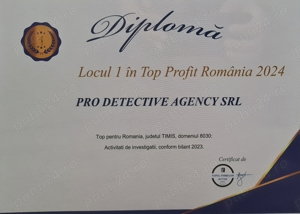 Diplomă
Locul 1 în Top Profit România 2024
PRO DETECTIVE AGENCY SRL
Top pentru Romania, judetul TIMIS, domeniul 8030:
Activitati de investigatii, conform bilant 2023.
Certificat de